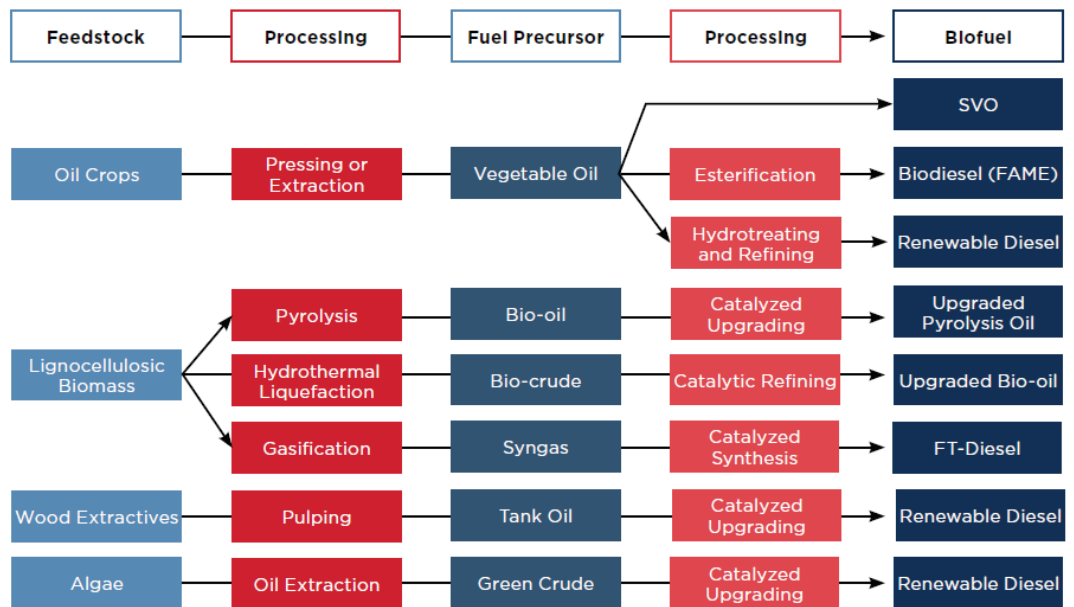 Feedstock
Processing
Fuel Precursor
Processing
Biofuel
SVO
Oil Crops
Pressing or
Extraction
Vegetable Oil
Esterification
Biodiesel (FAME)
Hydrotreating
and Refining
Renewable Diesel
Lignocellulosic
Biomass
Pyrolysis
Bio-oil
Catalyzed
Upgrading
Upgraded
Pyrolysis Oil
Hydrothermal
Liquefaction
Bio-crude
Catalytic Refining
Upgraded Bio-oil
Gasification
Syngas
Catalyzed
Synthesis
FT-Diesel
Wood Extractives
Pulping
Tank Oil
Catalyzed
Upgrading
Renewable Diesel
Algae
Oil Extraction
Green Crude
Catalyzed
Upgrading
Renewable Diesel